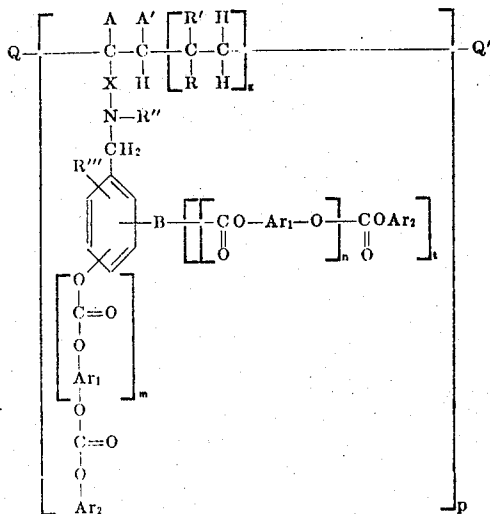 A A′ R′ H
Q C C C C Q′
X H R H x
N—R″
CH₂
R‴
B C O—Ar₁—O COAr₂
O O n t
O
C=O
O
Ar₁ m
O
C=O
O
Ar₂ p